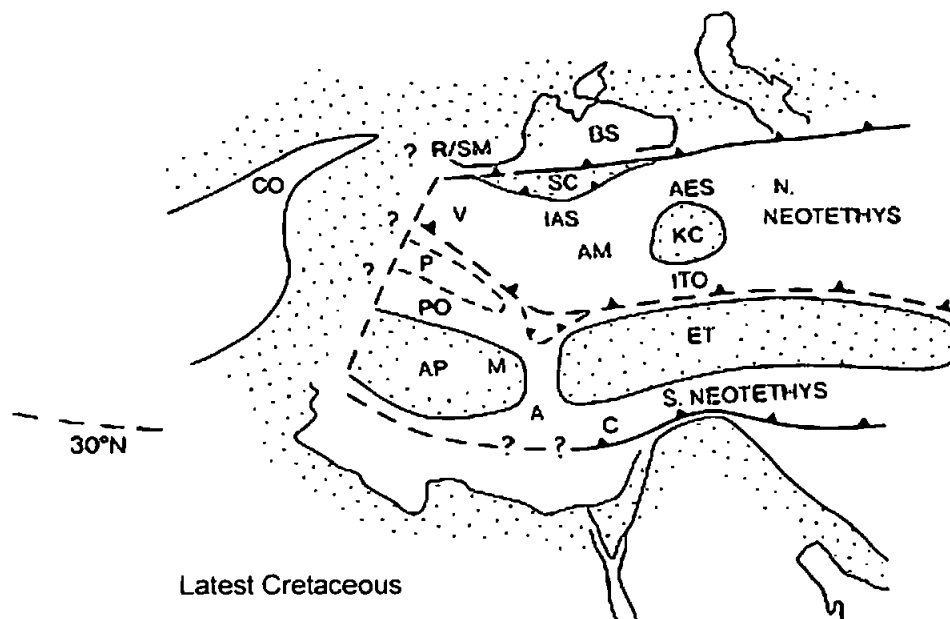 BS
? R/SM
CO
SC
AES N.
V IAS NEOTETHYS
?
AM KC
? P ITO
PO
ET
AP M
S. NEOTETHYS
A
C
30°N
? ?
Latest Cretaceous